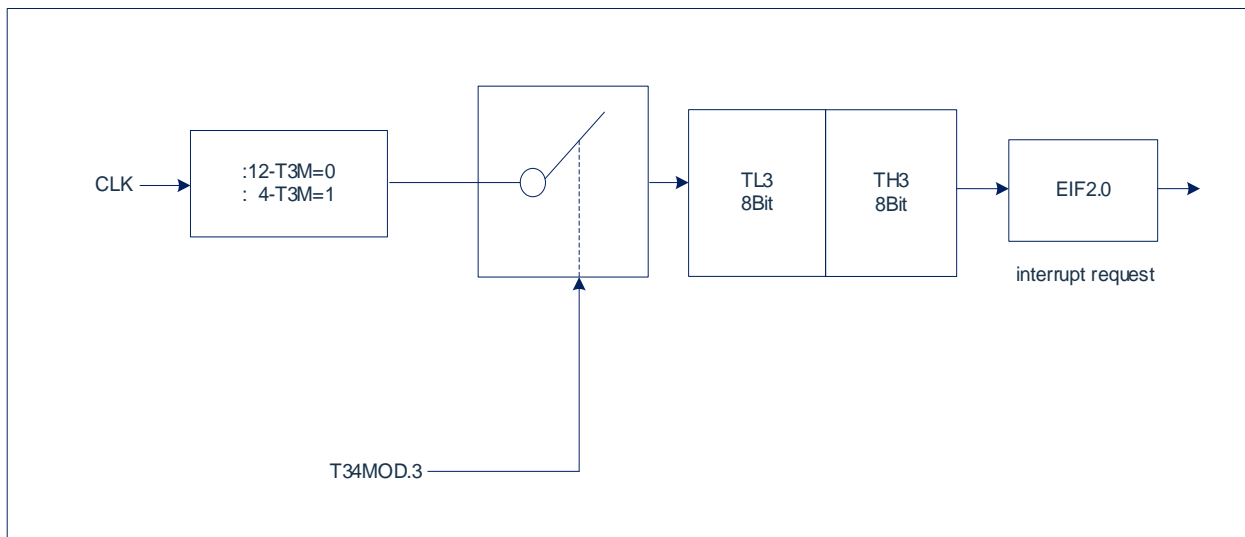 CLK
:12-T3M=0
: 4-T3M=1
TL3
8Bit
TH3
8Bit
EIF2.0
interrupt request
T34MOD.3